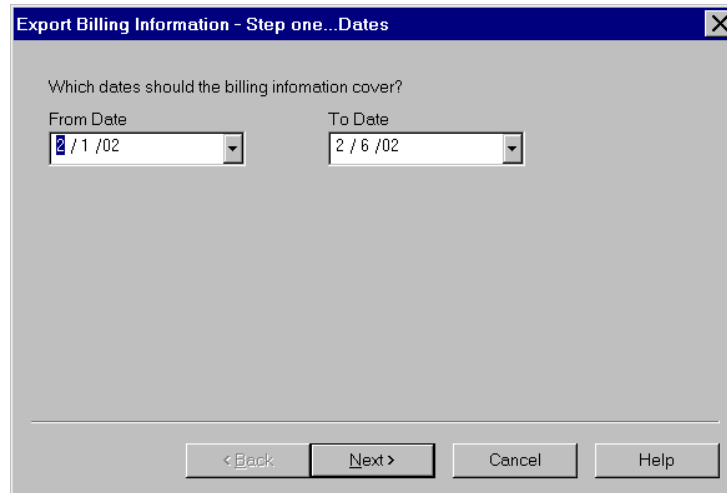 Export Billing Information - Step one...Dates
Which dates should the billing infomation cover?
From Date To Date
2 / 1 /02 2 / 6 /02
< Back Next > Cancel Help